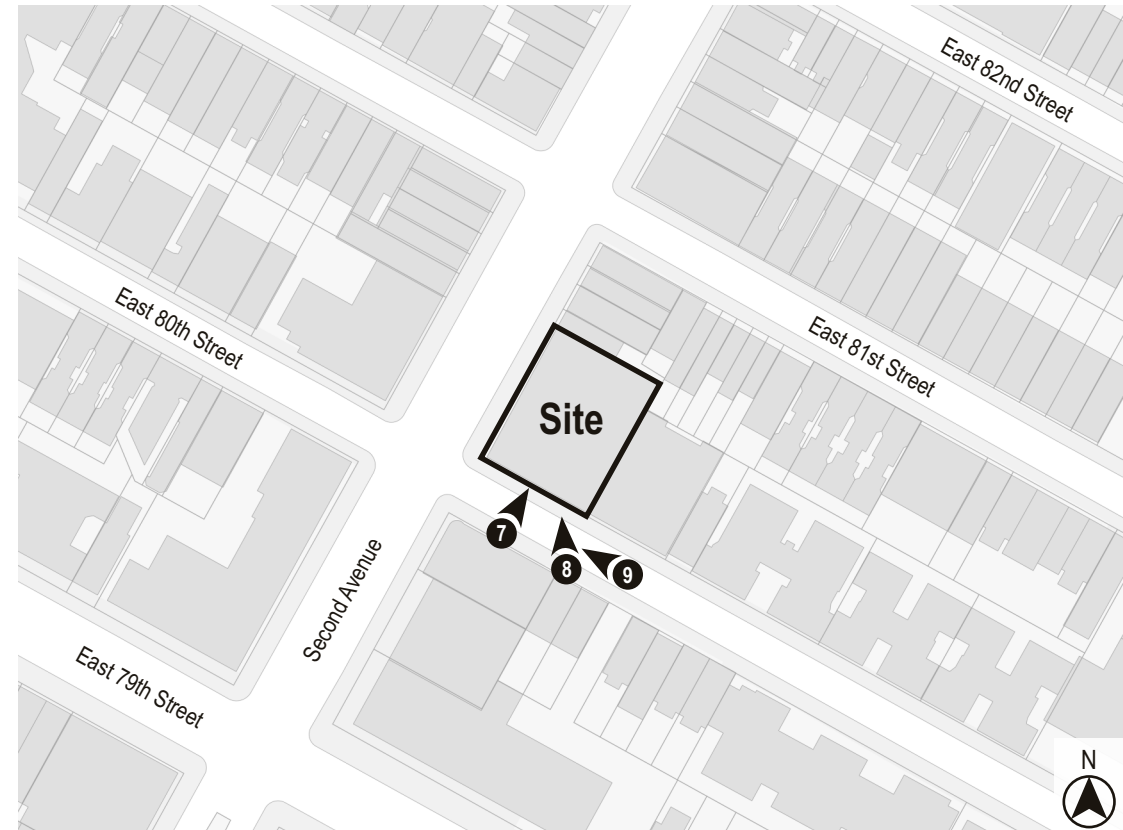 East 82nd Street
East 80th Street
East 81st Street
Site
7
8
9
Second Avenue
East 79th Street
N